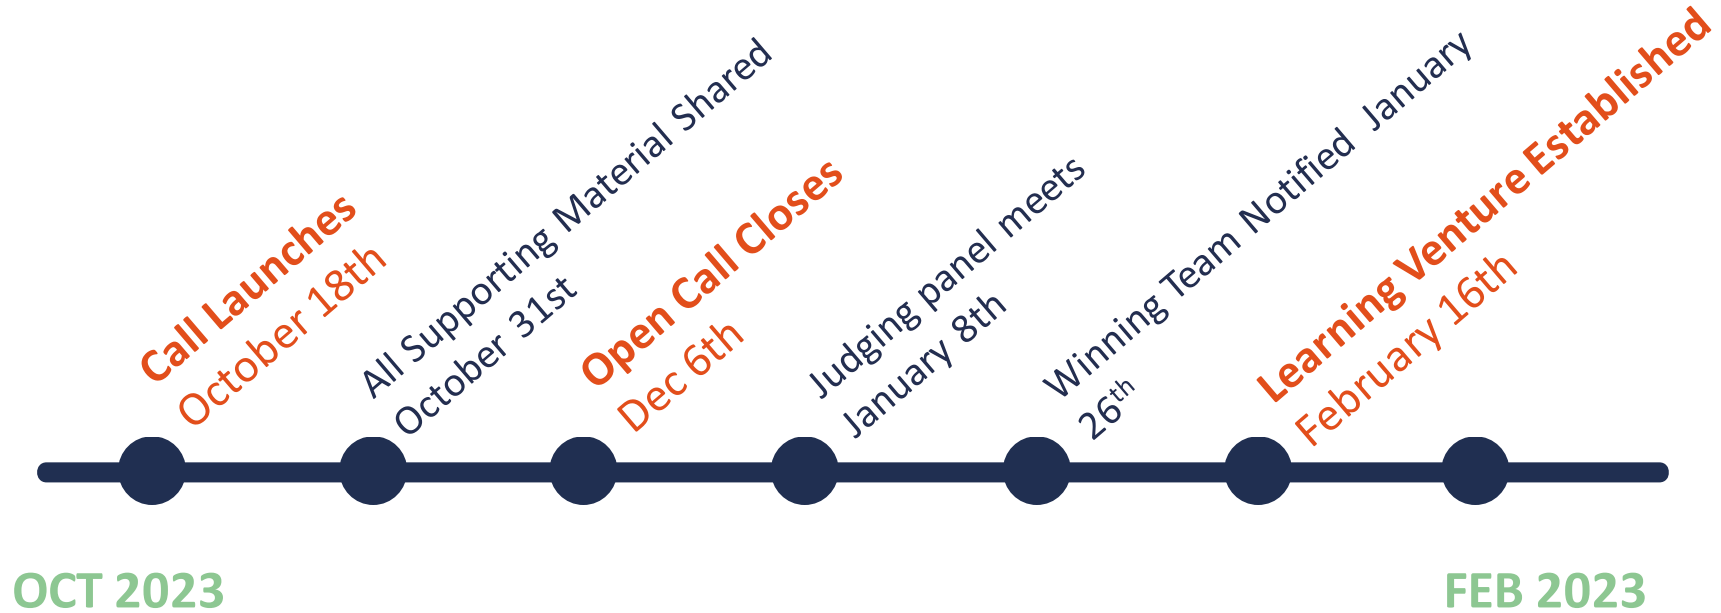 Call Launches
October 18th
All Supporting Material Shared
October 31st
Open Call Closes
Dec 6th
Judging panel meets
January 8th
Winning Team Notified  January
26th
Learning Venture Established
February 16th
OCT 2023
FEB 2023